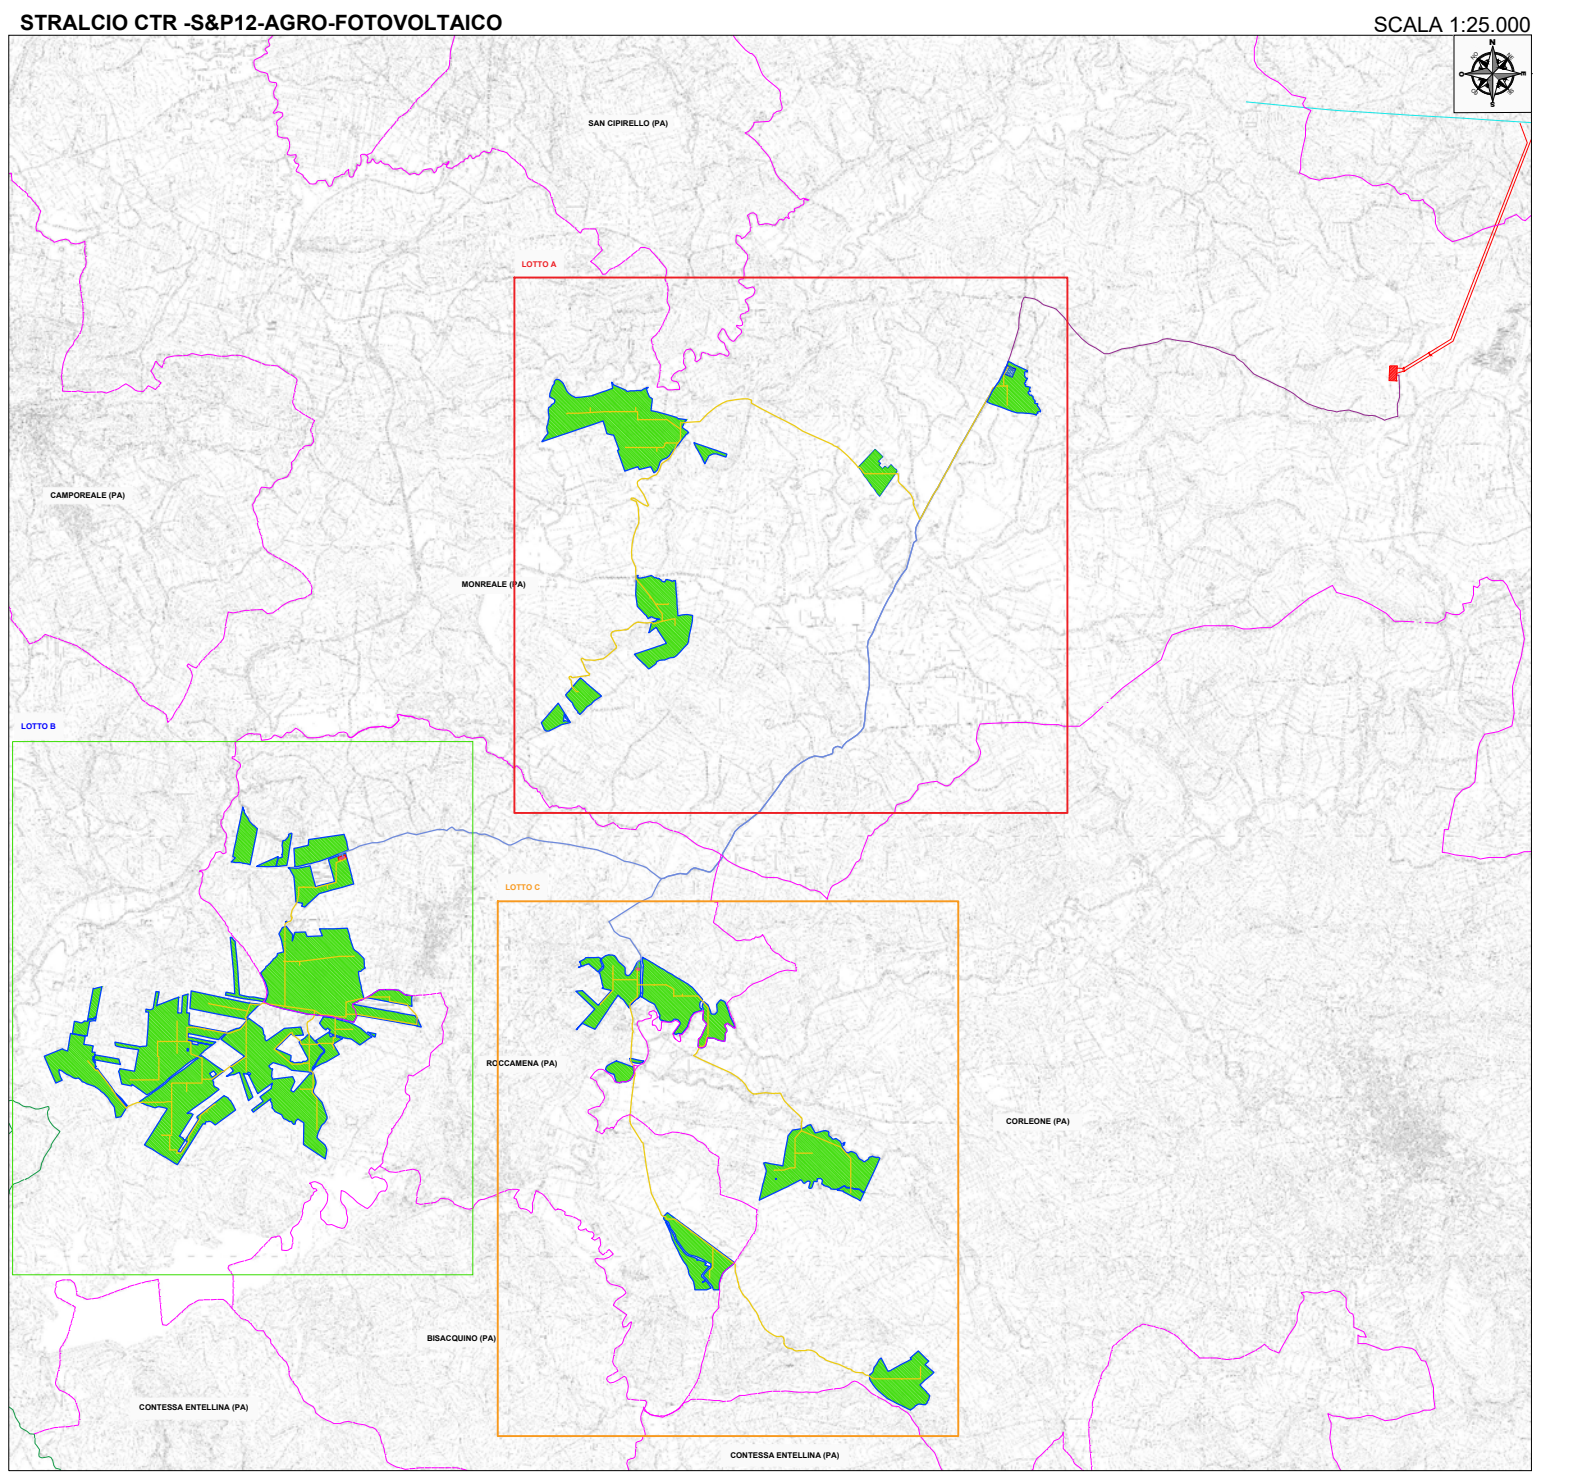 STRALCIO CTR -S&P12-AGRO-FOTOVOLTAICO
SCALA 1:25.000
N
O
E
S
SAN CIPIRELLO (PA)
LOTTO A
CAMPOREALE (PA)
MONREALE (PA)
LOTTO B
LOTTO C
ROCCAMENA (PA)
CORLEONE (PA)
BISACQUINO (PA)
CONTESSA ENTELLINA (PA)
CONTESSA ENTELLINA (PA)